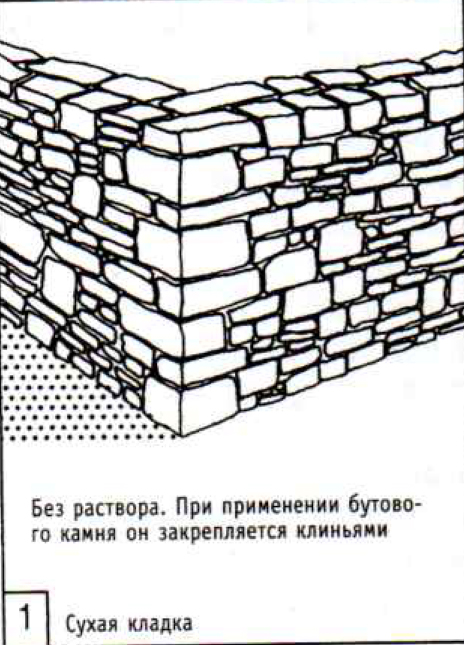 Без раствора. При применении бутово-
го камня он закрепляется клиньями
1
Сухая кладка